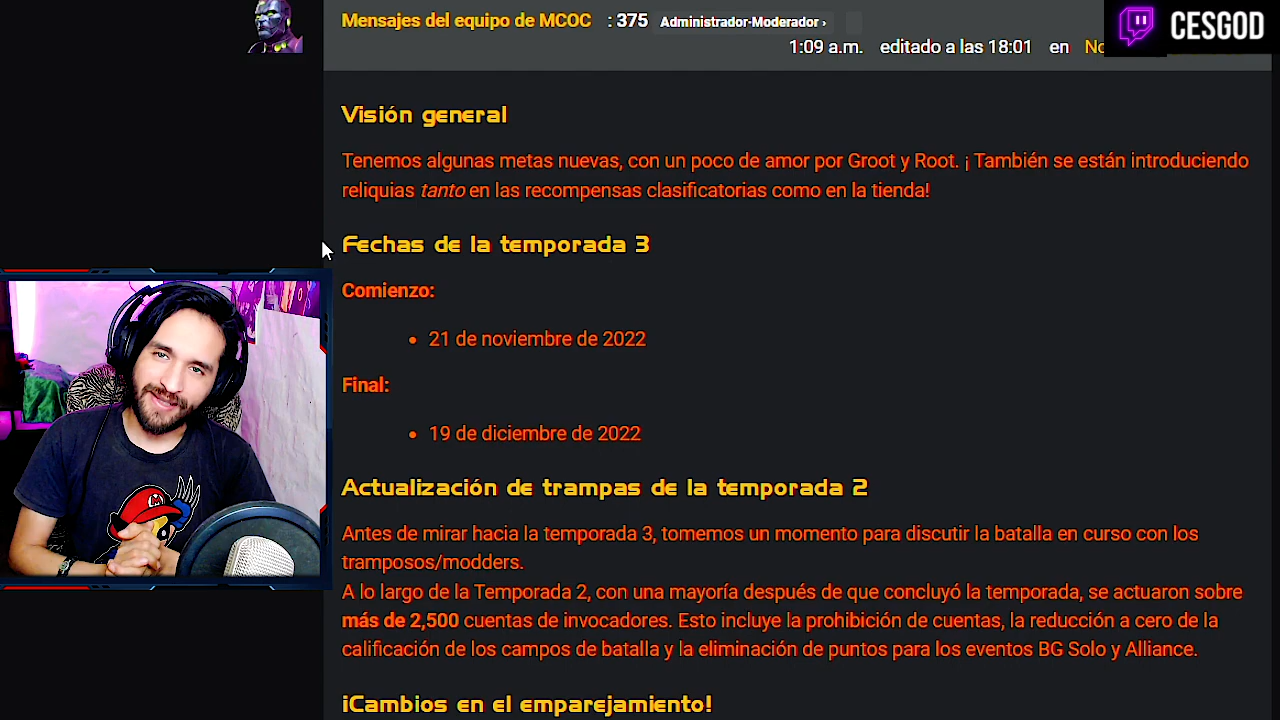 Mensajes del equipo de MCOC : 375 Administrador-Moderador ›
CESGOD
1:09 a.m. editado a las 18:01 en
Visión general
Tenemos algunas metas nuevas, con un poco de amor por Groot y Root. ¡ También se están introduciendo
reliquias tanto en las recompensas clasificatorias como en la tienda!
Fechas de la temporada 3
Comienzo:
• 21 de noviembre de 2022
Final:
• 19 de diciembre de 2022
Actualización de trampas de la temporada 2
Antes de mirar hacia la temporada 3, tomemos un momento para discutir la batalla en curso con los
tramposos/modders.
A lo largo de la Temporada 2, con una mayoría después de que concluyó la temporada, se actuaron sobre
más de 2,500 cuentas de invocadores. Esto incluye la prohibición de cuentas, la reducción a cero de la
calificación de los campos de batalla y la eliminación de puntos para los eventos BG Solo y Alliance.
¡Cambios en el emparejamiento!